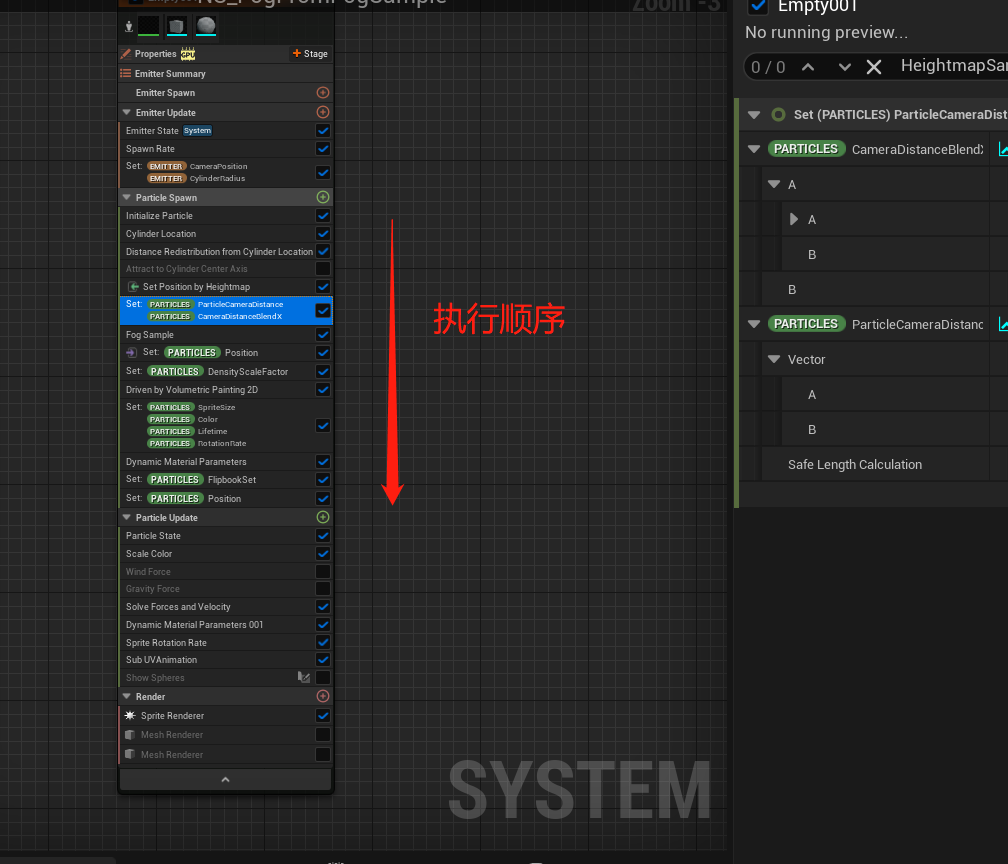 Zoom -3
Properties GPU + Stage
Emitter Summary
Emitter Spawn
Emitter Update
Emitter State System
Spawn Rate
Set: EMITTER CameraPosition
EMITTER CylinderRadius
Particle Spawn
Initialize Particle
Cylinder Location
Distance Redistribution from Cylinder Location
Attract to Cylinder Center Axis
Set Position by Heightmap
Set: PARTICLES ParticleCameraDistance
PARTICLES CameraDistanceBlendX
Fog Sample
Set: PARTICLES Position
Set: PARTICLES DensityScaleFactor
Driven by Volumetric Painting 2D
Set: PARTICLES SpriteSize
PARTICLES Color
PARTICLES Lifetime
PARTICLES RotationRate
Dynamic Material Parameters
Set: PARTICLES FlipbookSet
Set: PARTICLES Position
Particle Update
Particle State
Scale Color
Wind Force
Gravity Force
Solve Forces and Velocity
Dynamic Material Parameters 001
Sprite Rotation Rate
Sub UVAnimation
Show Spheres
Render
Sprite Renderer
Mesh Renderer
Mesh Renderer
执行顺序
SYSTEM
Empty001
No running preview...
0 / 0 HeightmapSa
Set (PARTICLES) ParticleCameraDist
PARTICLES CameraDistanceBlendX
A
A
B
B
PARTICLES ParticleCameraDistanc
Vector
A
B
Safe Length Calculation